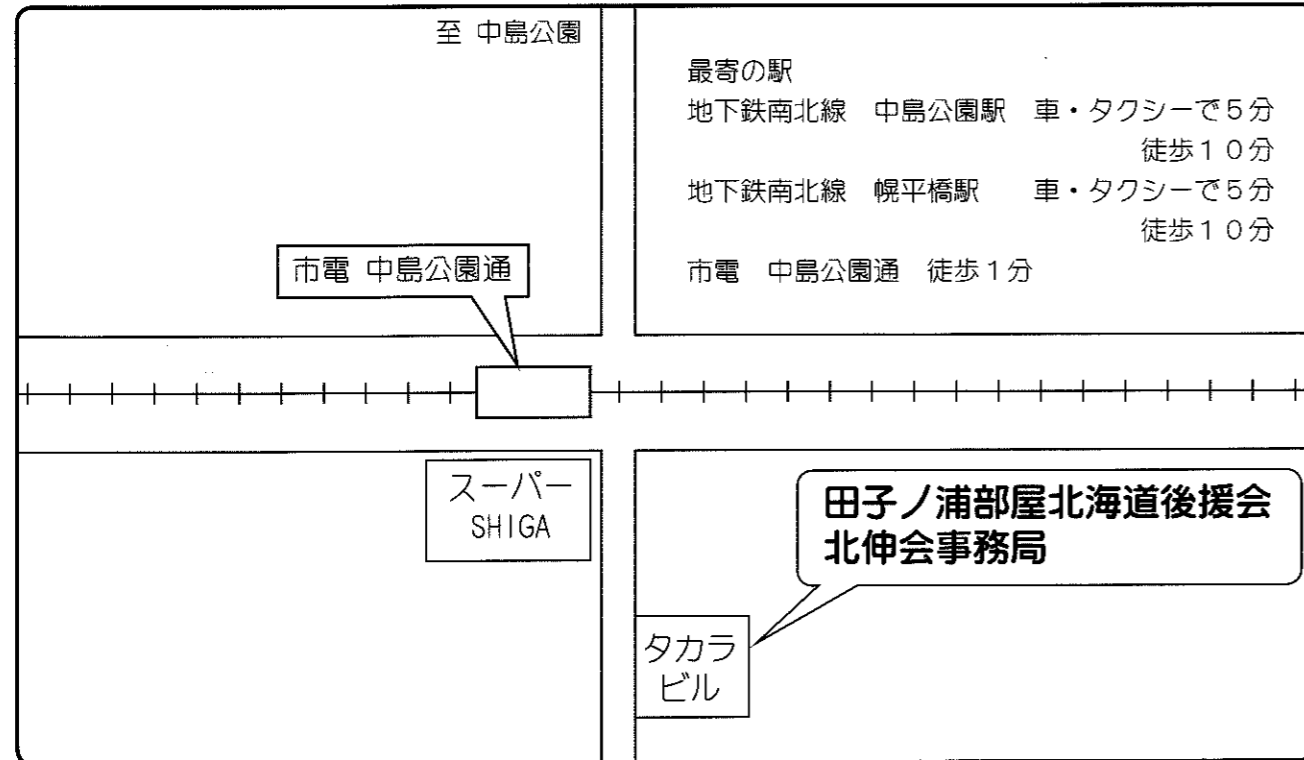 至 中島公園
最寄の駅
地下鉄南北線　中島公園駅　車・タクシーで５分
徒歩１０分
地下鉄南北線　幌平橋駅　　車・タクシーで５分
徒歩１０分
市電　中島公園通　徒歩１分
市電 中島公園通
スーパー
SHIGA
田子ノ浦部屋北海道後援会
北伸会事務局
タカラ
ビル